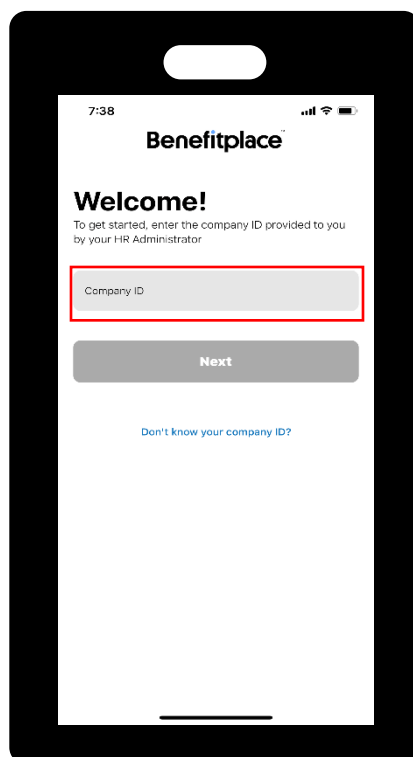 7:38
Benefitplace™
Welcome!
To get started, enter the company ID provided to you
by your HR Administrator
Company ID
Next
Don't know your company ID?